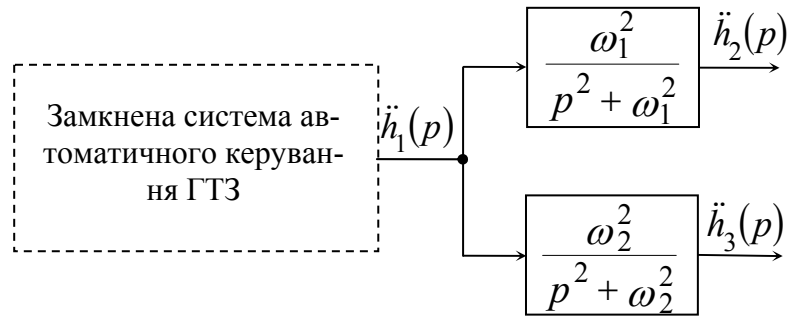 Замкнена система ав-
томатичного керуван-
ня ГТЗ
ḧ₁(p)
ω₁²
p² + ω₁²
ḧ₂(p)
ω₂²
p² + ω₂²
ḧ₃(p)